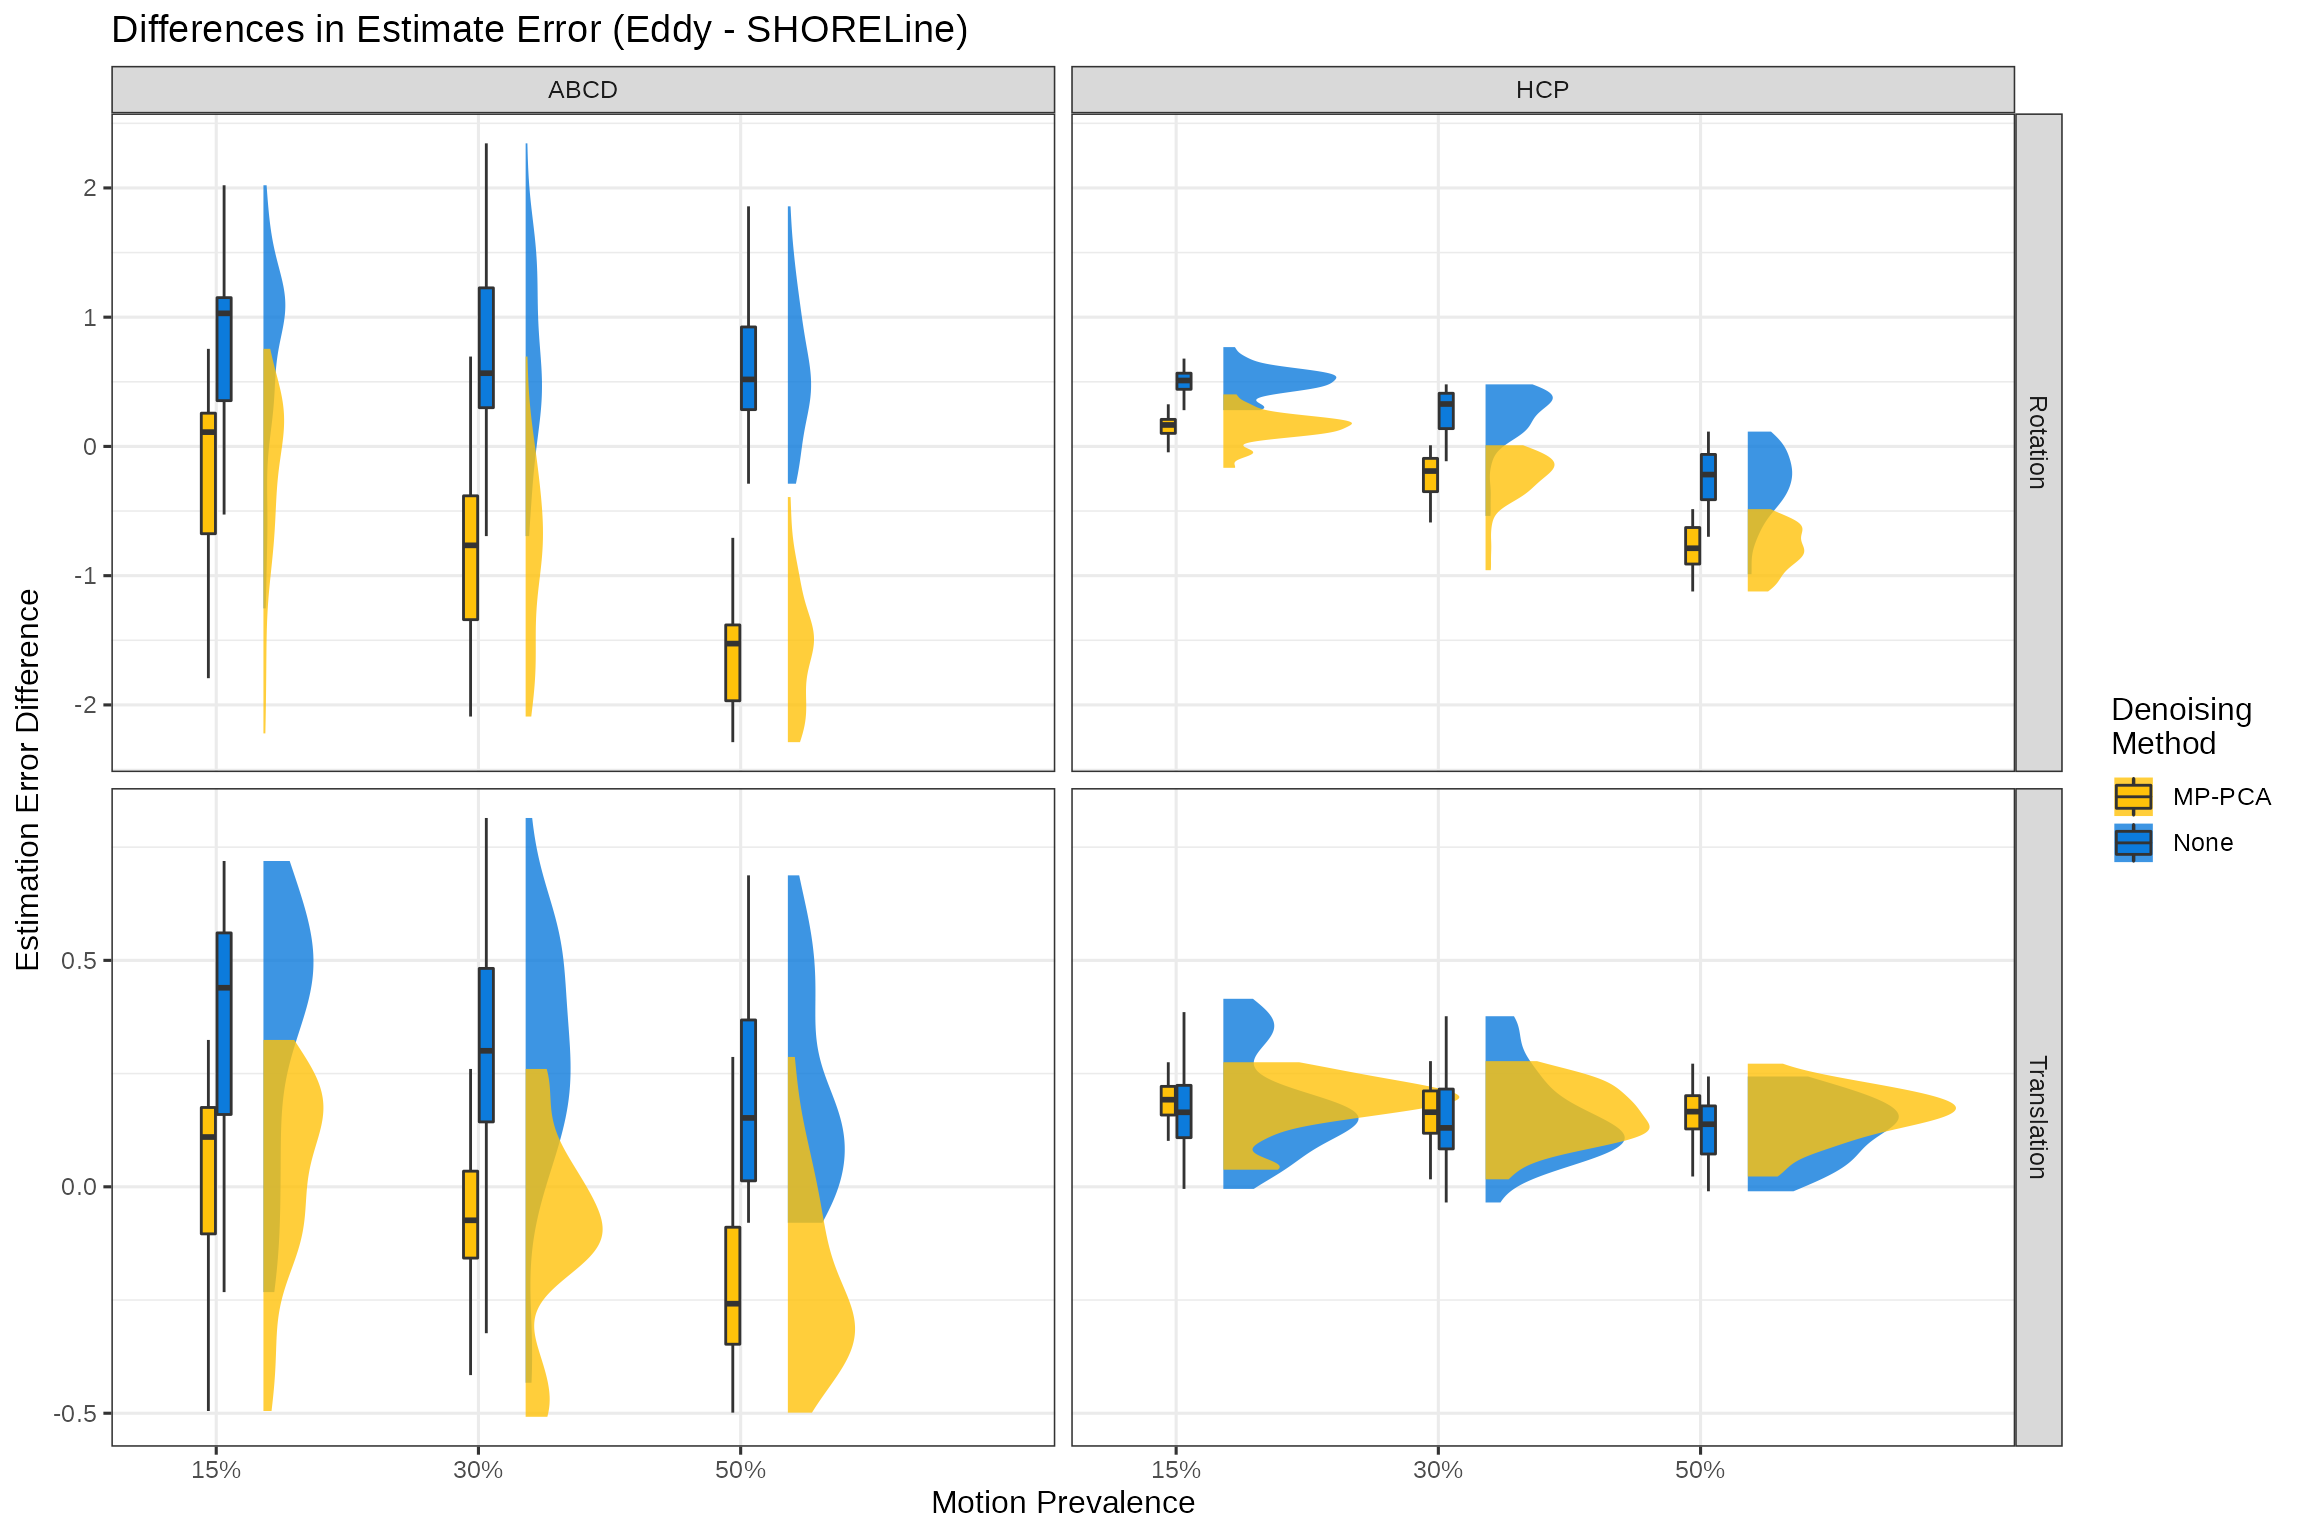 Differences in Estimate Error (Eddy - SHORELine)
ABCD
HCP
2
1
0
-1
-2
Rotation
0.5
0.0
-0.5
Translation
15%
30%
50%
15%
30%
50%
Motion Prevalence
Estimation Error Difference
Denoising
Method
MP-PCA
None